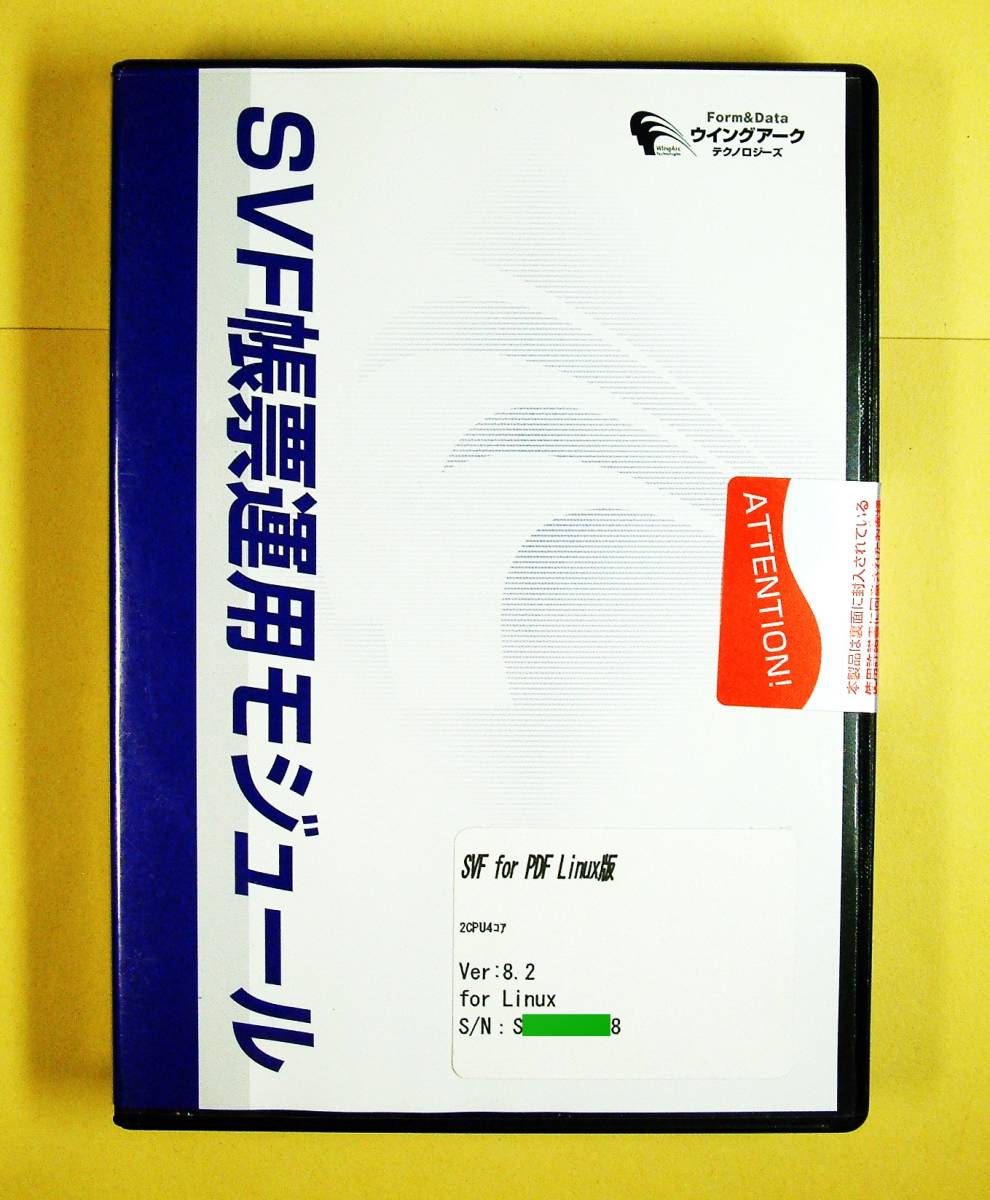 SVF帳票運用モジュール
Form&Data
ウイングアーク
テクノロジーズ
WingArc
Technologies
ATTENTION!
本製品は裏面に封入されている
SVF for PDF Linux版
2CPU4コア
Ver:8.2
for Linux
S/N : S 8